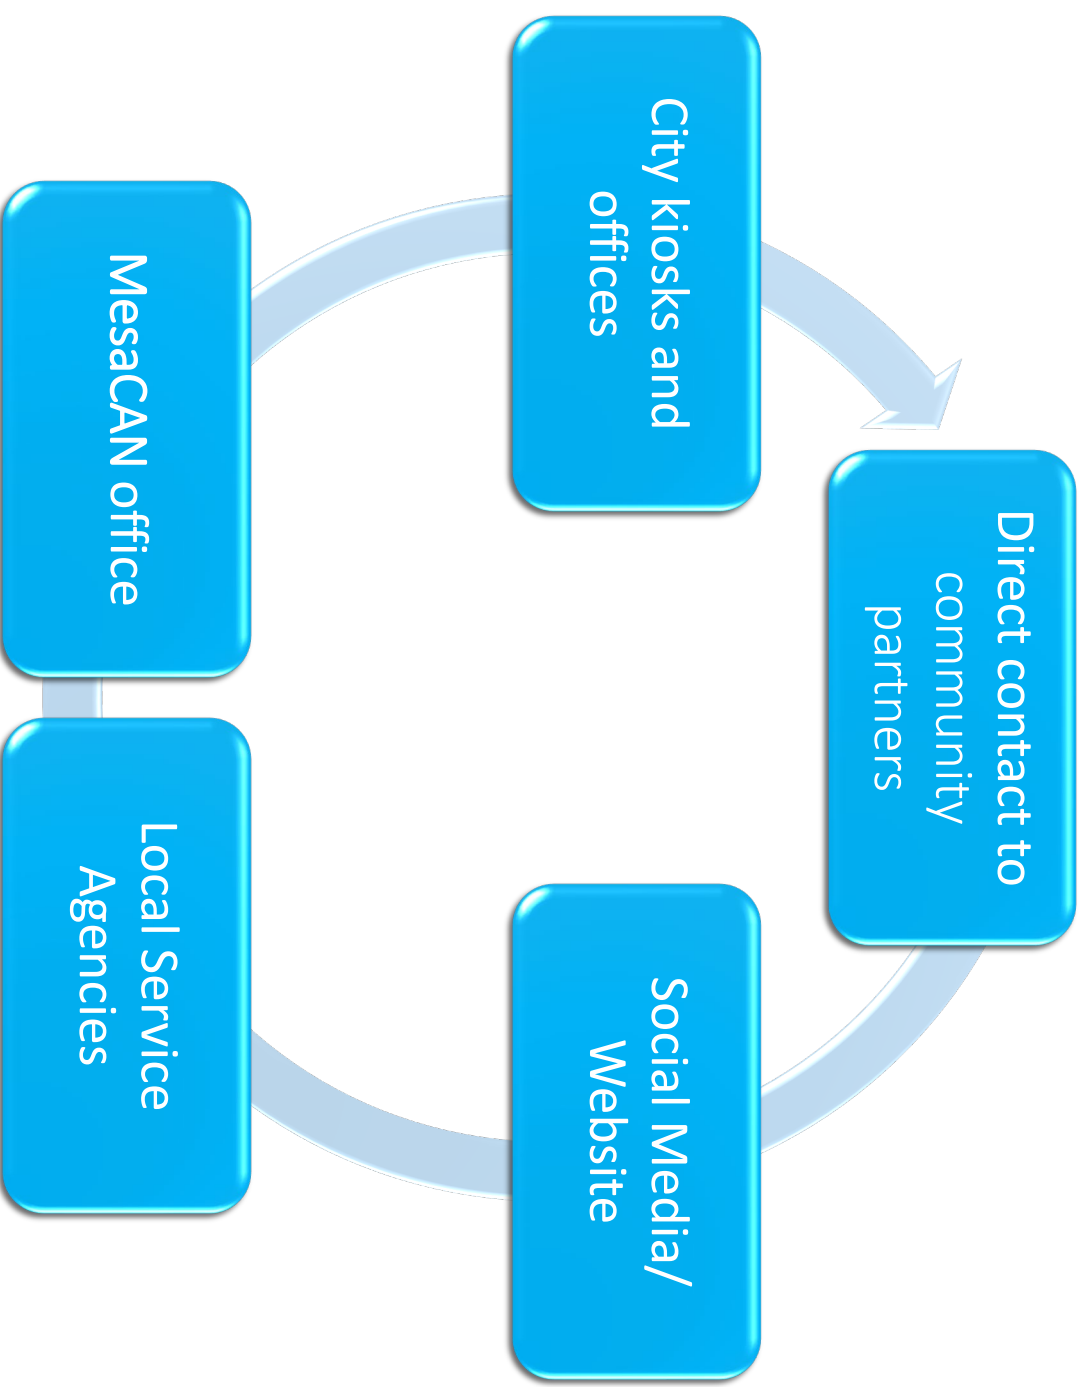 Direct contact to
community
partners
Social Media/
Website
Local Service
Agencies
MesaCAN office
City kiosks and
offices